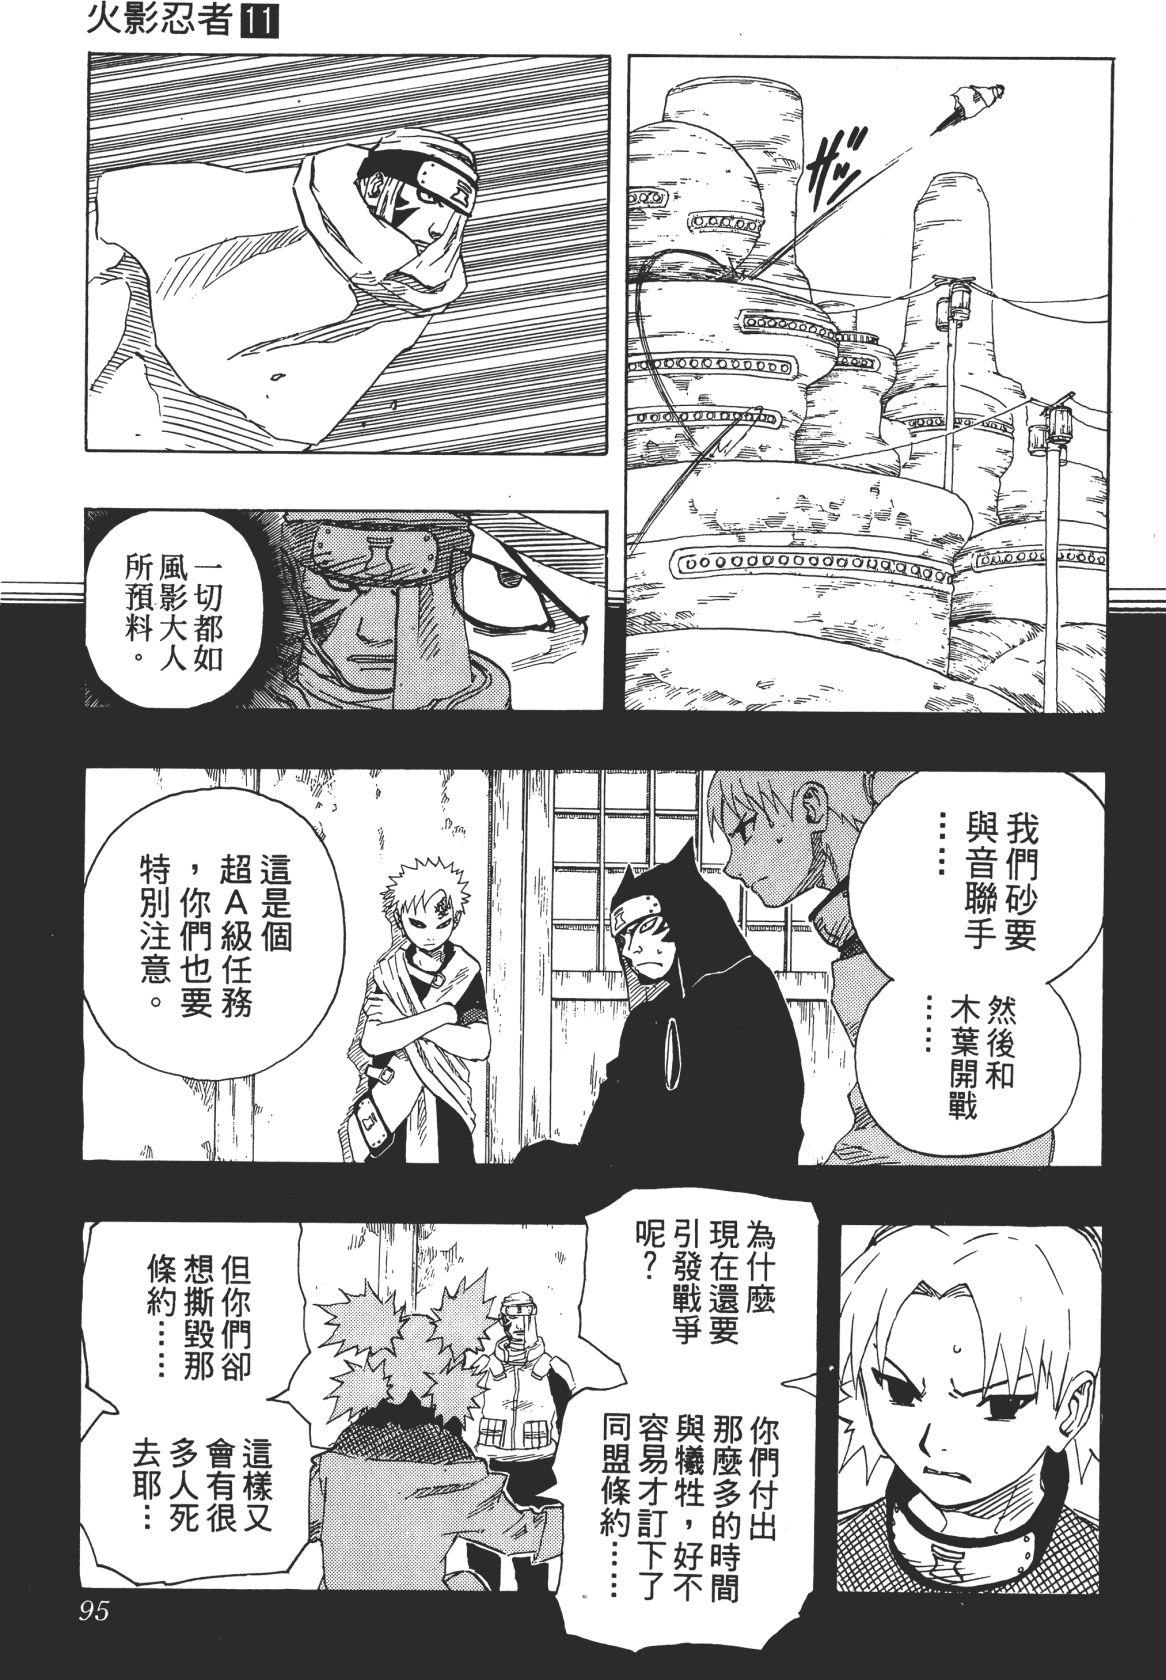 火影忍者11
ザッ
一切都如
風影大人
所預料。
我們砂要
與音聯手
……
然後和
木葉開戰
……
這是個
超A級任務
，你們也要
特別注意。
為什麼
現在還要
引發戰爭
呢？
你們付出
那麼多的時間
與犧牲，好不
容易才訂下了
同盟條約……
但你們卻
想撕毀那
條約……
這樣又
會有很
多人死
去耶…
95